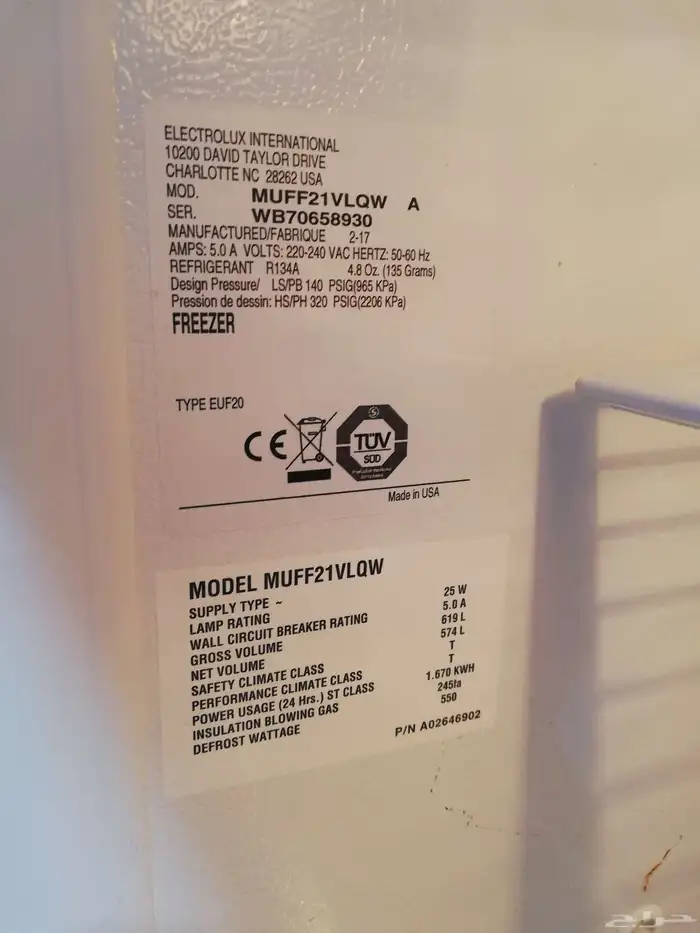 ELECTROLUX INTERNATIONAL
10200 DAVID TAYLOR DRIVE
CHARLOTTE NC 28262 USA
MOD. MUFF21VLQW A
SER. WB70658930
MANUFACTURED/FABRIQUE 2-17
AMPS: 5.0 A VOLTS: 220-240 VAC HERTZ: 50-60 Hz
REFRIGERANT R134A 4.8 Oz. (135 Grams)
Design Pressure/ LS/PB 140 PSIG(965 KPa)
Pression de dessin: HS/PH 320 PSIG(2206 KPa)
FREEZER
TYPE EUF20
CE
TÜV
SÜD
Made in USA
MODEL MUFF21VLQW
SUPPLY TYPE ~
LAMP RATING 25 W
WALL CIRCUIT BREAKER RATING 5.0 A
GROSS VOLUME 619 L
NET VOLUME 574 L
SAFETY CLIMATE CLASS T
PERFORMANCE CLIMATE CLASS T
POWER USAGE (24 Hrs.) ST CLASS 1.670 KWH
INSULATION BLOWING GAS 245fa
DEFROST WATTAGE 550
P/N A02646902
حراج